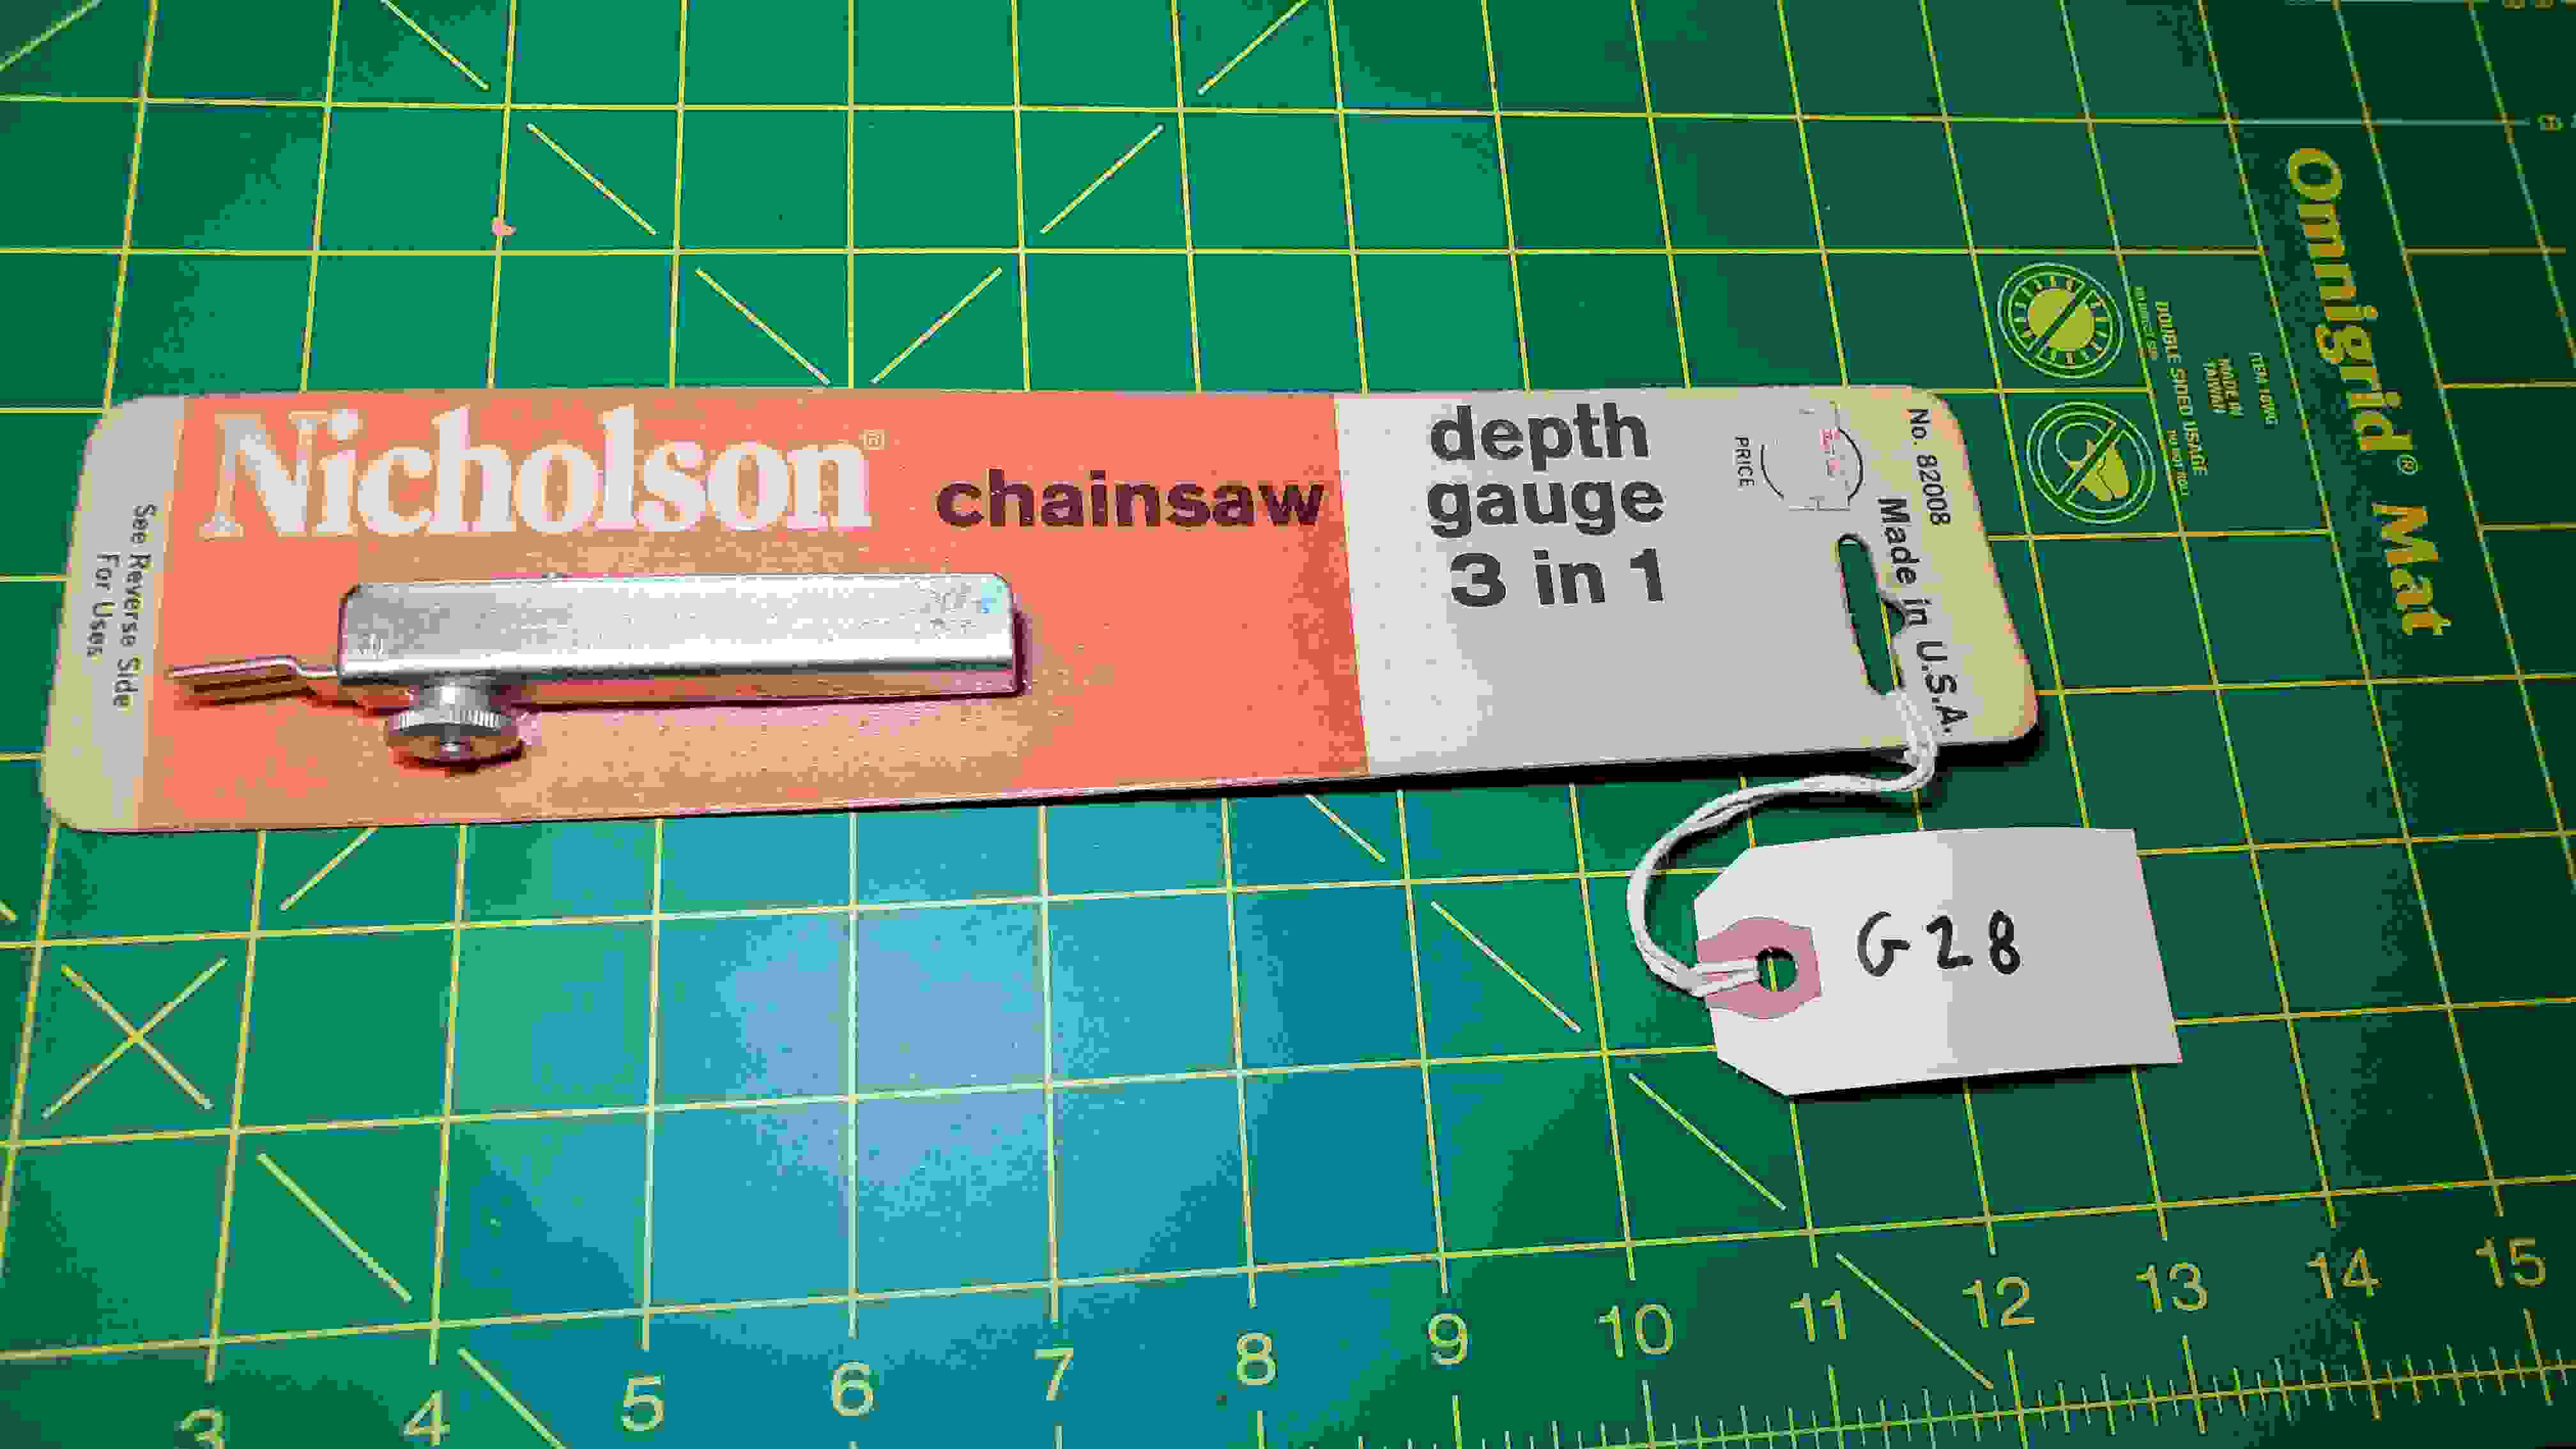 Nicholson®
chainsaw
depth
gauge
3 in 1
PRICE
No. 82008
Made in U.S.A.
See Reverse Side
For Uses
G28
Omnigrid® Mat
DOUBLE SIDED USAGE
MADE IN
TAIWAN
3 4 5 6 7 8 9 10 11 12 13 14 15